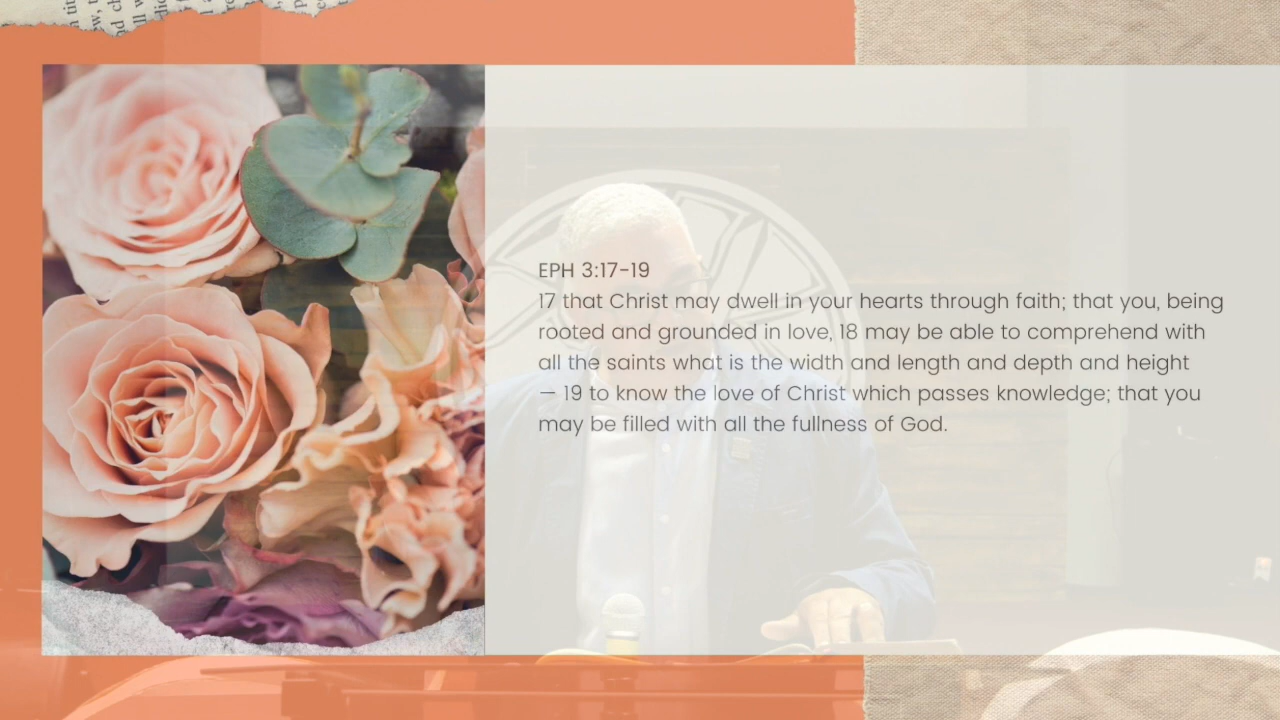 EPH 3:17-19
17 that Christ may dwell in your hearts through faith; that you, being
rooted and grounded in love, 18 may be able to comprehend with
all the saints what is the width and length and depth and height
— 19 to know the love of Christ which passes knowledge; that you
may be filled with all the fullness of God.